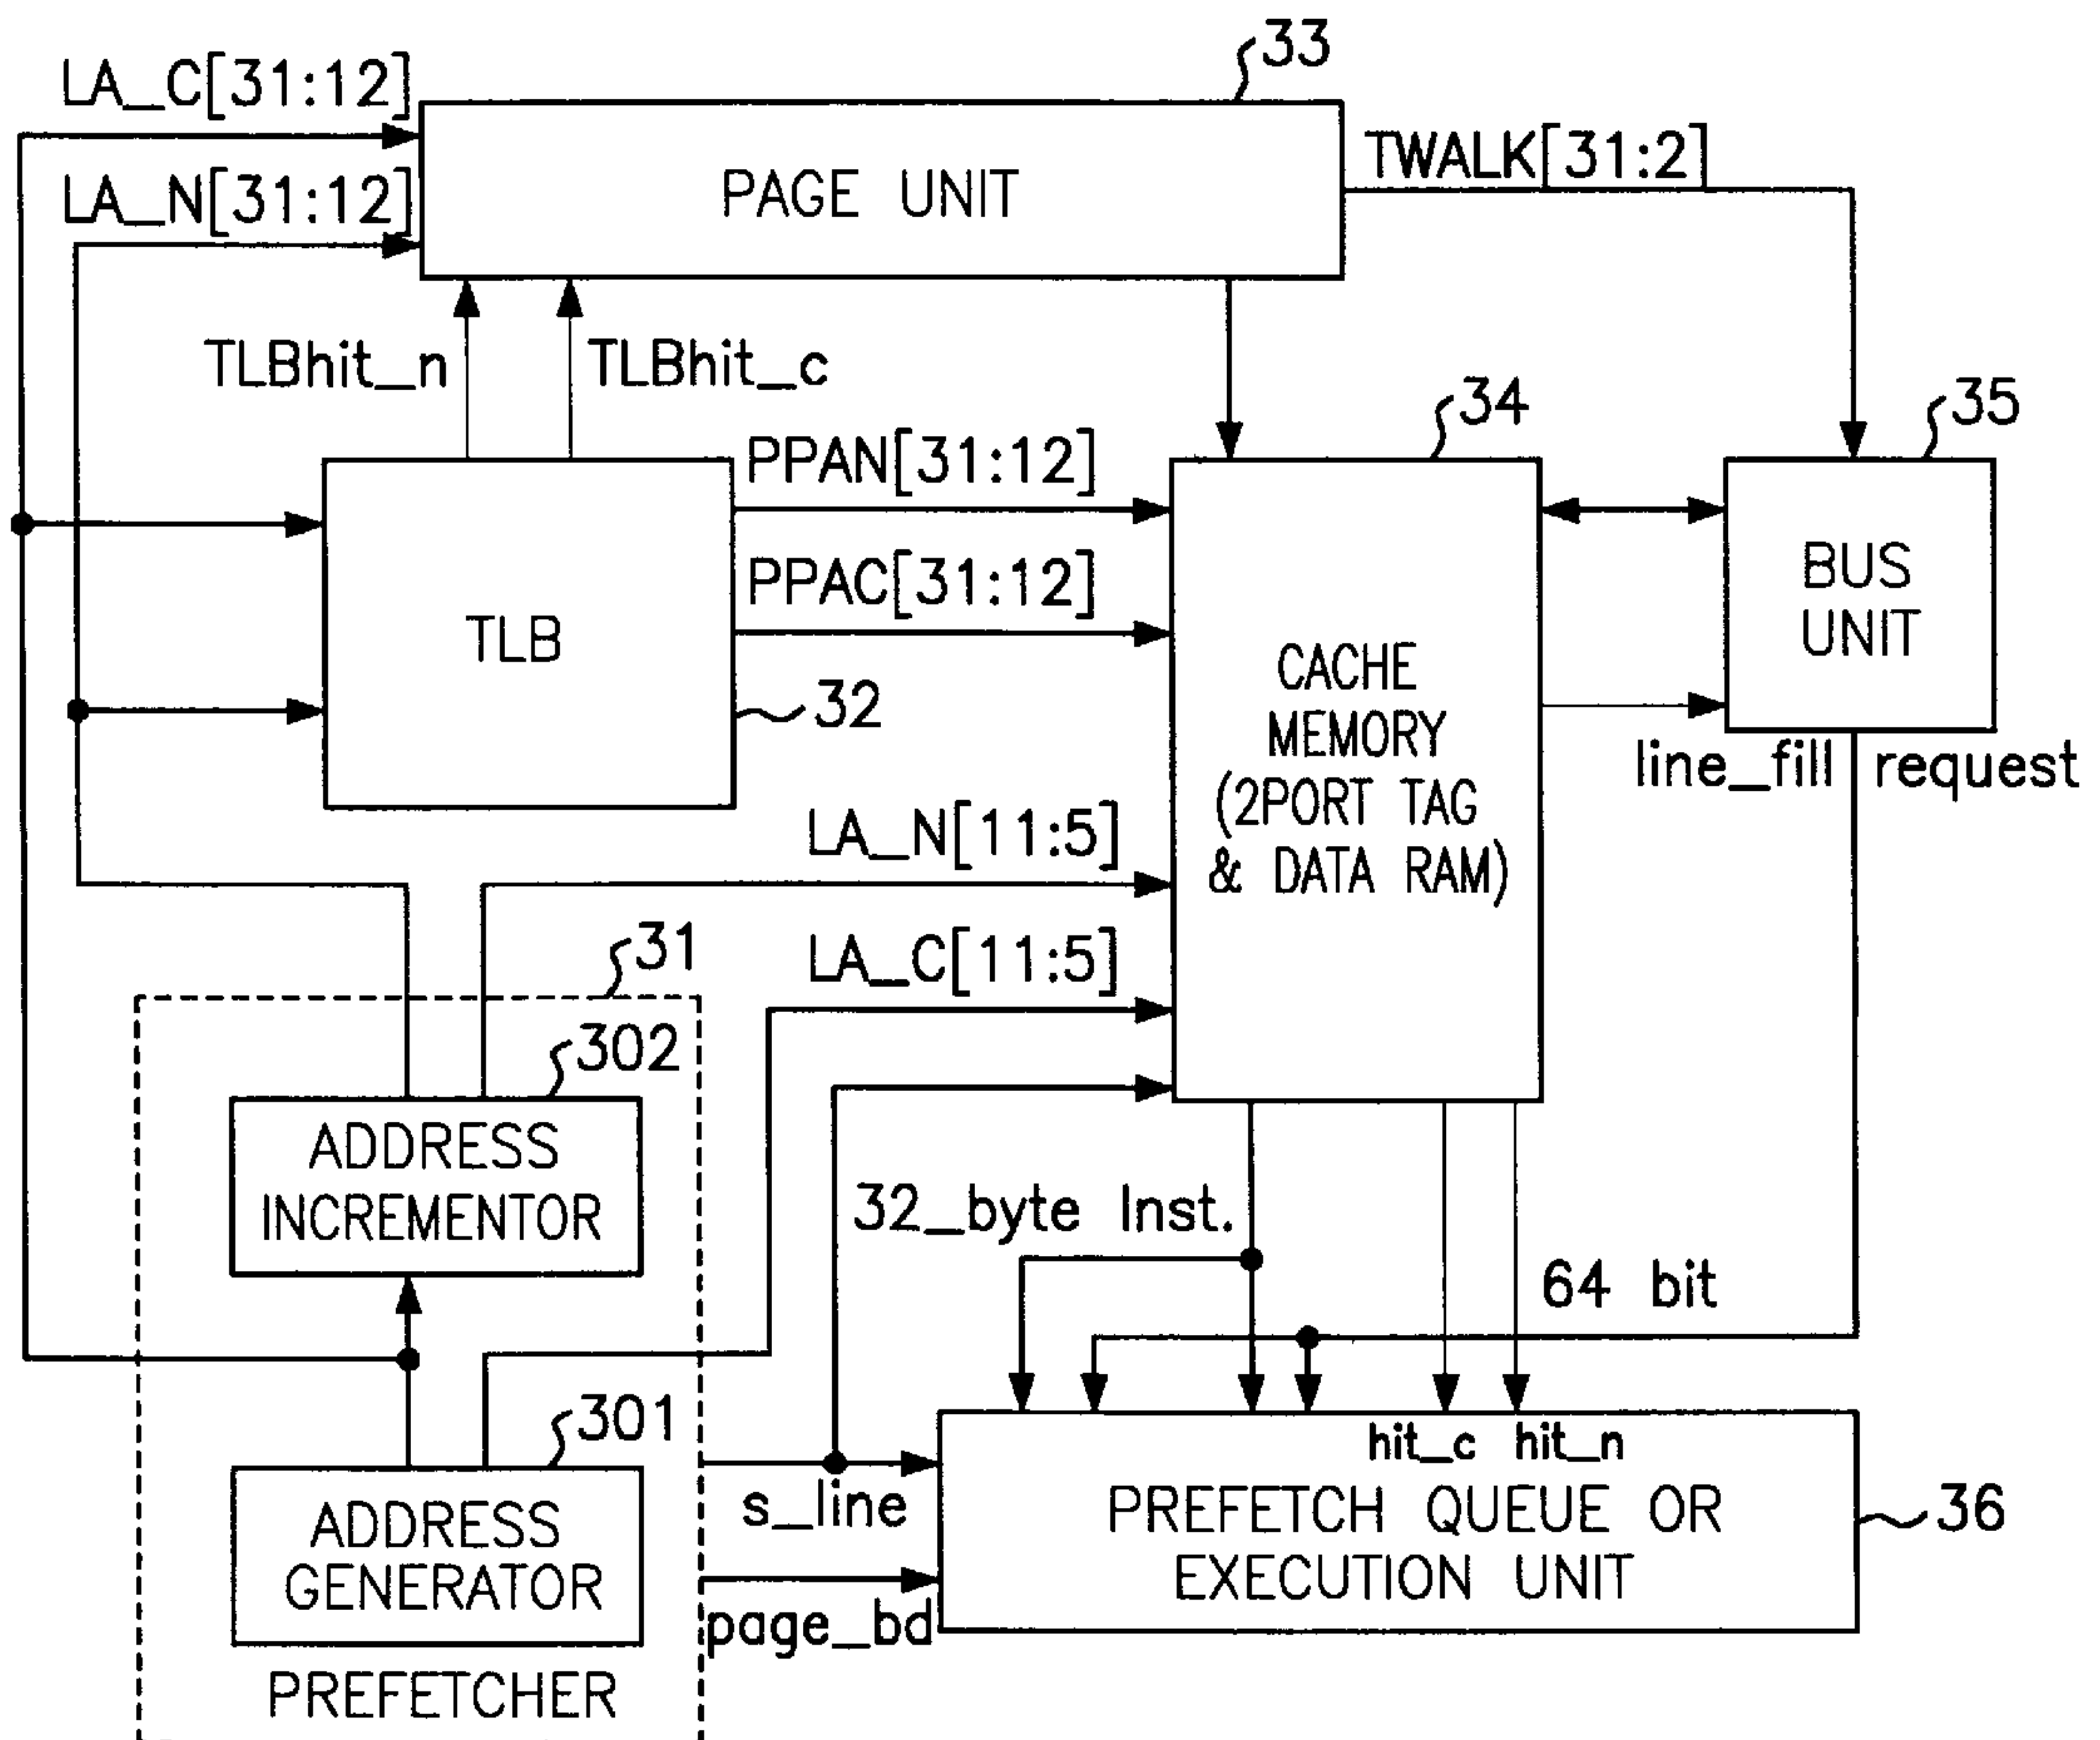 33
LA_C[31:12]
TWALK[31:2]
LA_N[31:12]
PAGE UNIT
TLBhit_n
TLBhit_c
34
35
PPAN[31:12]
PPAC[31:12]
BUS
UNIT
TLB
32
CACHE
MEMORY
(2PORT TAG
& DATA RAM)
line_fill request
LA_N[11:5]
31
LA_C[11:5]
302
ADDRESS
INCREMENTOR
32_byte Inst.
64 bit
301
hit_c hit_n
ADDRESS
GENERATOR
s_line
PREFETCH QUEUE OR
EXECUTION UNIT
36
page_bd
PREFETCHER